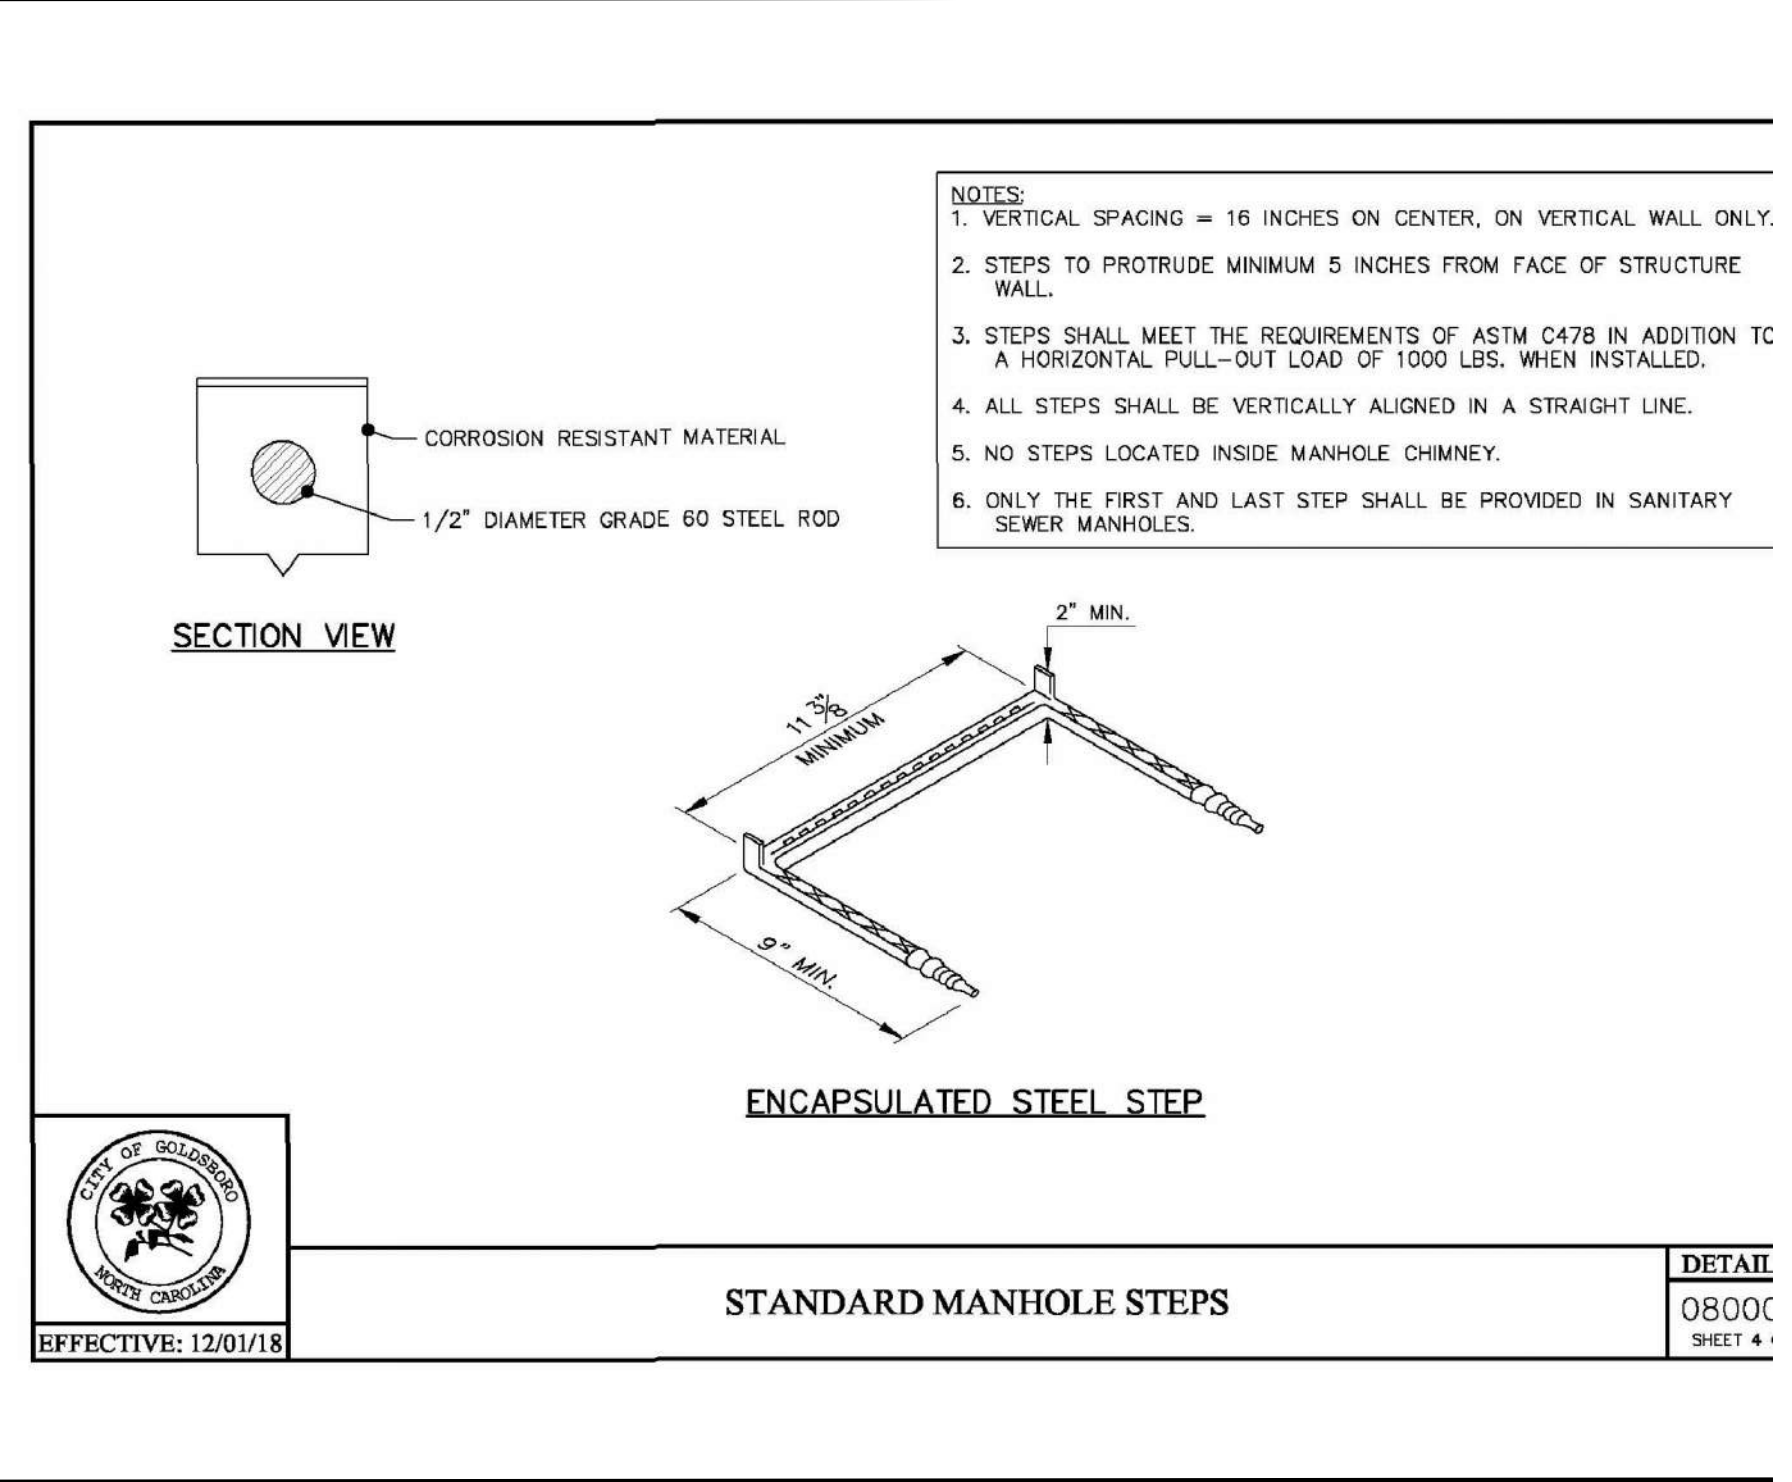 NOTES:
1. VERTICAL SPACING = 16 INCHES ON CENTER, ON VERTICAL WALL ONLY.
2. STEPS TO PROTRUDE MINIMUM 5 INCHES FROM FACE OF STRUCTURE
WALL.
3. STEPS SHALL MEET THE REQUIREMENTS OF ASTM C478 IN ADDITION TO
A HORIZONTAL PULL-OUT LOAD OF 1000 LBS. WHEN INSTALLED.
4. ALL STEPS SHALL BE VERTICALLY ALIGNED IN A STRAIGHT LINE.
5. NO STEPS LOCATED INSIDE MANHOLE CHIMNEY.
6. ONLY THE FIRST AND LAST STEP SHALL BE PROVIDED IN SANITARY
SEWER MANHOLES.
CORROSION RESISTANT MATERIAL
1/2" DIAMETER GRADE 60 STEEL ROD
SECTION VIEW
2" MIN.
11 3/8"
MINIMUM
9" MIN.
ENCAPSULATED STEEL STEP
CITY OF GOLDSBORO
NORTH CAROLINA
EFFECTIVE: 12/01/18
STANDARD MANHOLE STEPS
DETAIL
08000
SHEET 4